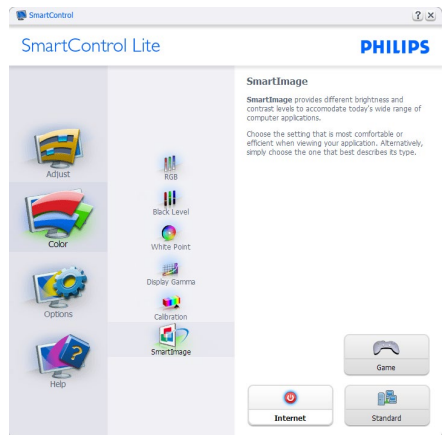 SmartControl
SmartControl Lite
PHILIPS
Adjust
Color
Options
Help
RGB
Black Level
White Point
Display Gamma
Calibration
SmartImage
SmartImage
SmartImage provides different brightness and
contrast levels to accomodate today's wide range of
computer applications.
Choose the setting that is most comfortable or
efficient when viewing your application. Alternatively,
simply choose the one that best describes its type.
Game
Internet
Standard